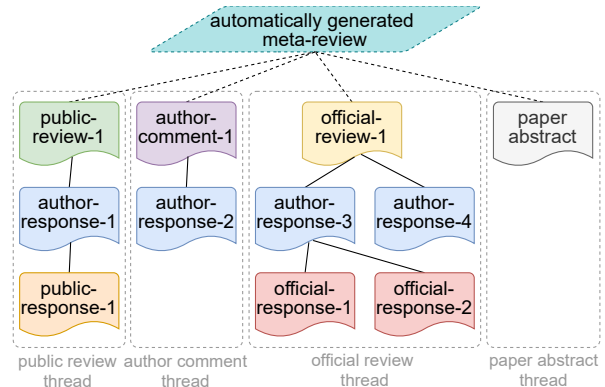 automatically generated
meta-review
public-
review-1
author-
comment-1
official-
review-1
paper
abstract
author-
response-1
author-
response-2
author-
response-3
author-
response-4
public-
response-1
official-
response-1
official-
response-2
public review
thread
author comment
thread
official review
thread
paper abstract
thread